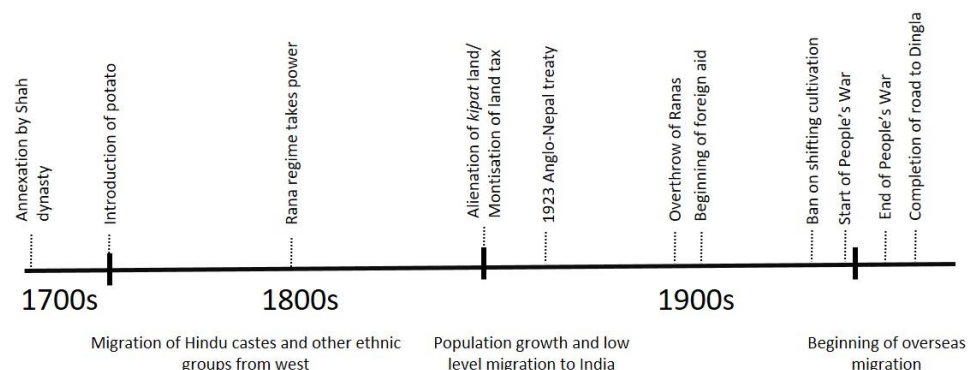 Annexation by Shah
dynasty
Introduction of potato
Rana regime takes power
Alienation of kipat land/
Montisation of land tax
1923 Anglo-Nepal treaty
Overthrow of Ranas
Beginning of foreign aid
Ban on shifting cultivation
Start of People's War
End of People's War
Completion of road to Dingla
1700s
1800s
1900s
Migration of Hindu castes and other ethnic
groups from west
Population growth and low
level migration to India
Beginning of overseas
migration